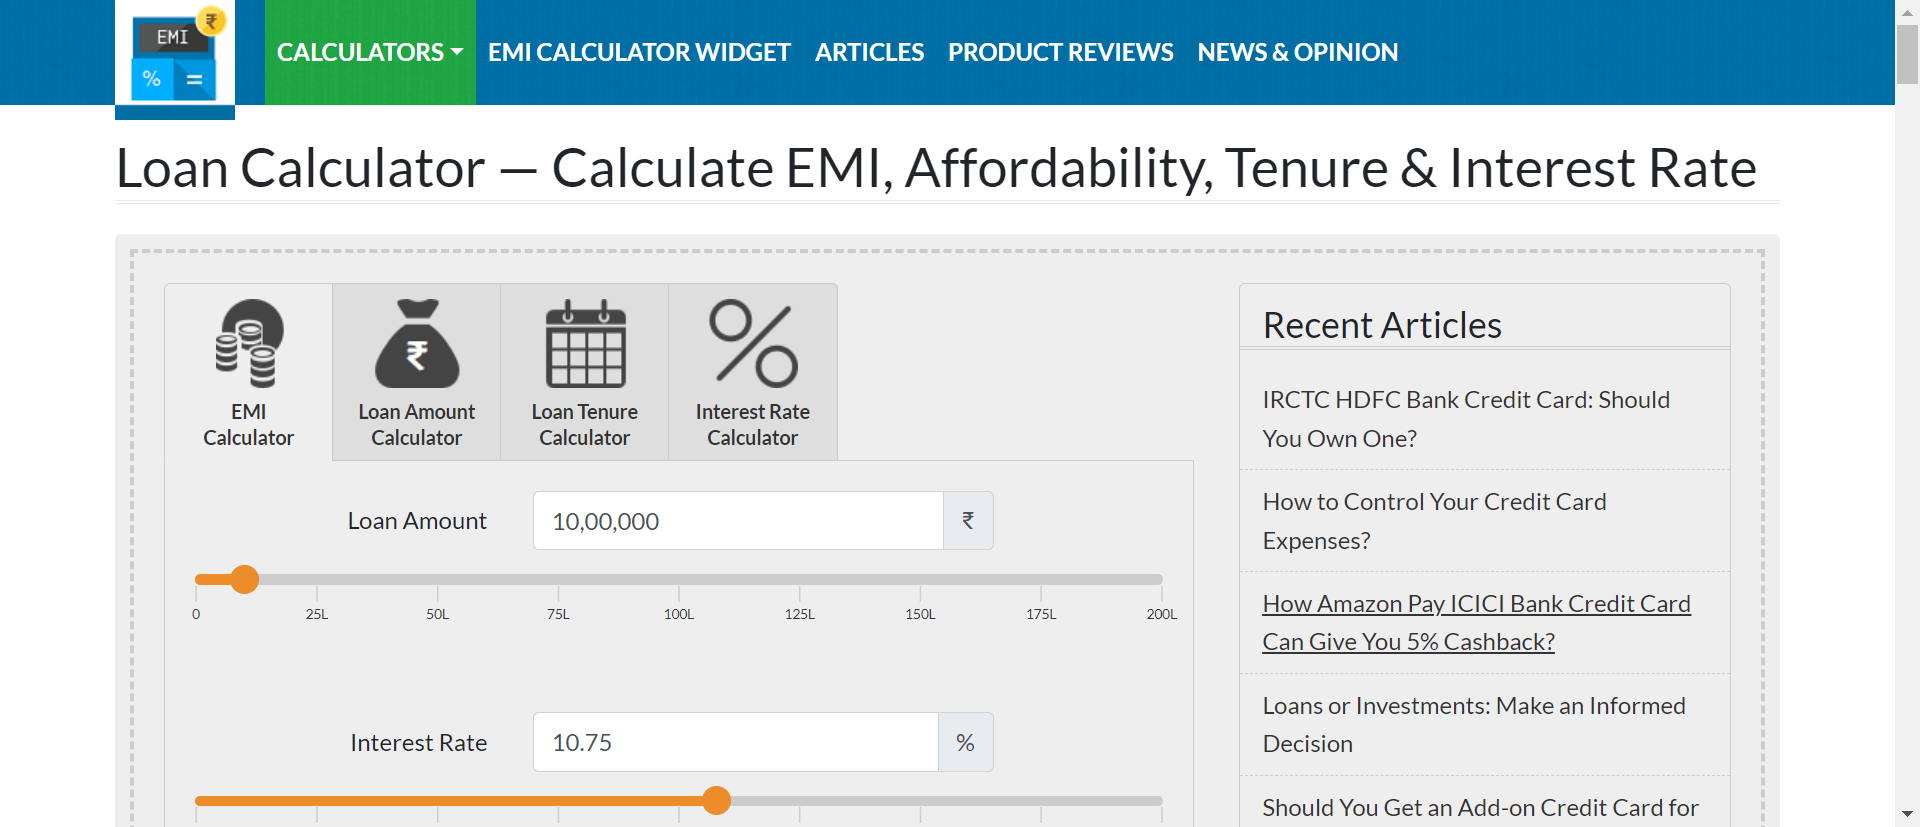 EMI
₹
%
=
CALCULATORS
EMI CALCULATOR WIDGET
ARTICLES
PRODUCT REVIEWS
NEWS & OPINION
Loan Calculator — Calculate EMI, Affordability, Tenure & Interest Rate
EMI
Calculator
₹
Loan Amount
Calculator
Loan Tenure
Calculator
Interest Rate
Calculator
Loan Amount
10,00,000
₹
0 25L 50L 75L 100L 125L 150L 175L 200L
Interest Rate
10.75
%
Recent Articles
IRCTC HDFC Bank Credit Card: Should
You Own One?
How to Control Your Credit Card
Expenses?
How Amazon Pay ICICI Bank Credit Card
Can Give You 5% Cashback?
Loans or Investments: Make an Informed
Decision
Should You Get an Add-on Credit Card for